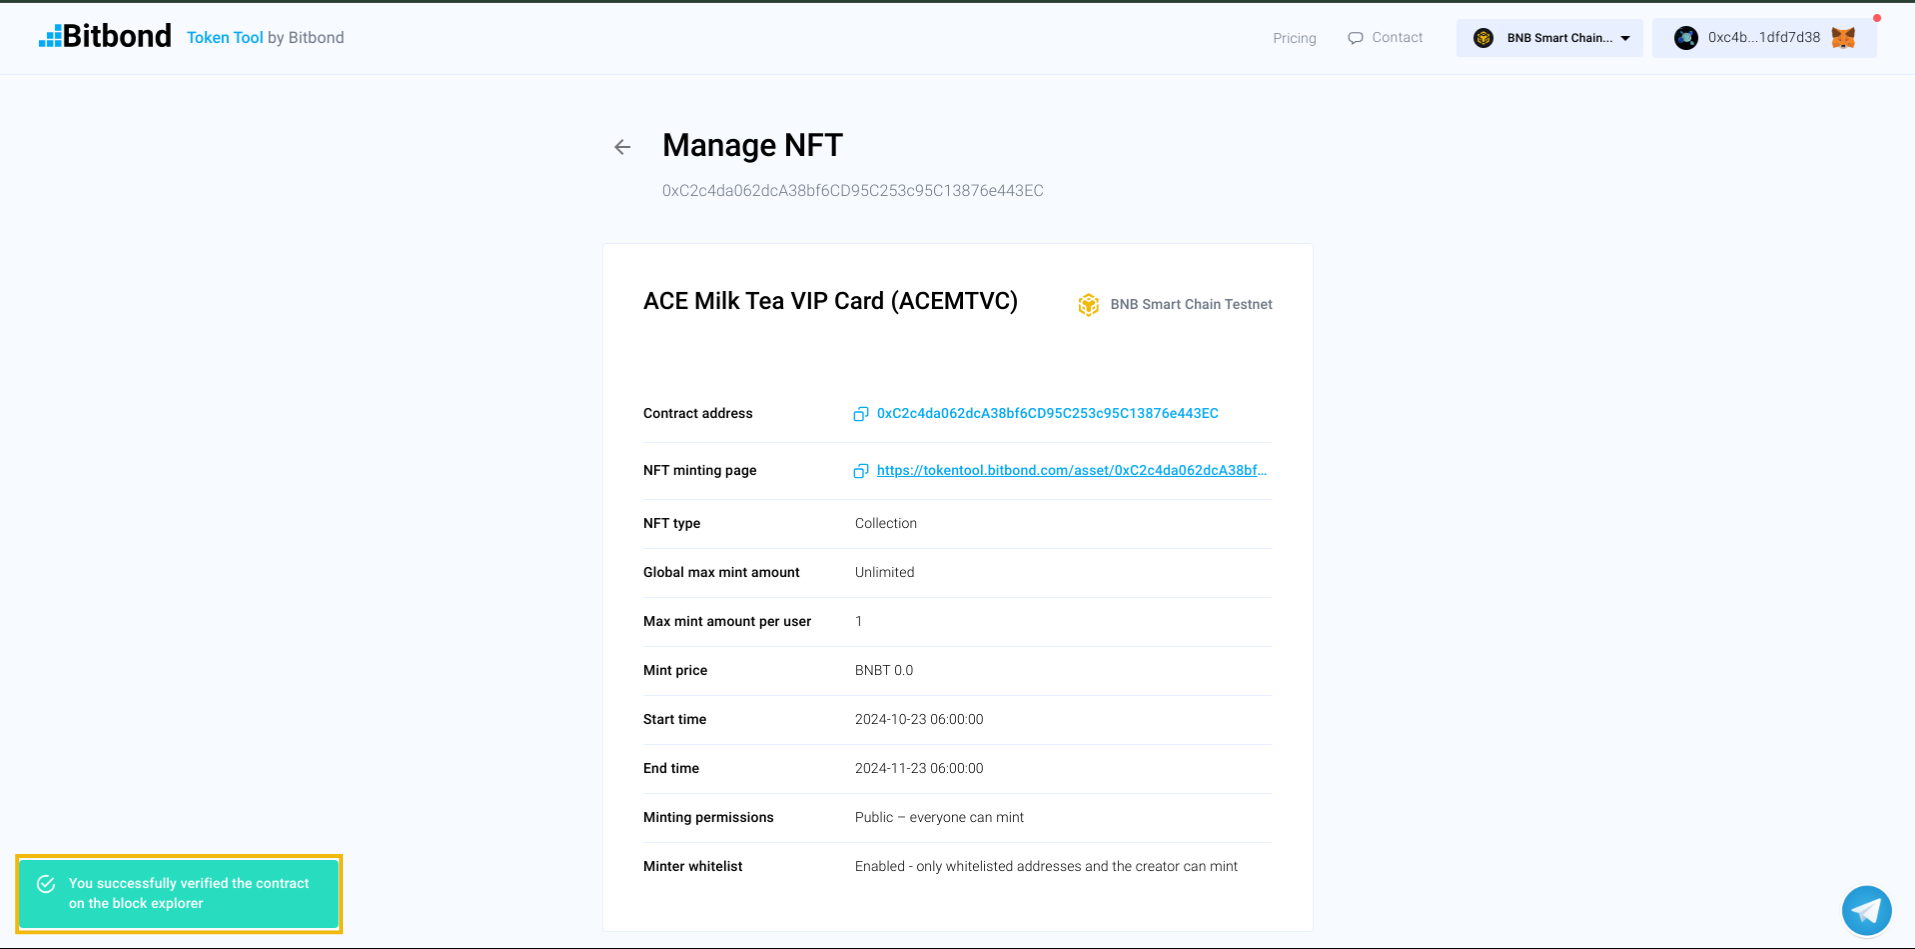 Bitbond Token Tool by Bitbond
Pricing
Contact
BNB Smart Chain...
0xc4b...1dfd7d38
Manage NFT
0xC2c4da062dcA38bf6CD95C253c95C13876e443EC
ACE Milk Tea VIP Card (ACEMTVC)
BNB Smart Chain Testnet
Contract address 0xC2c4da062dcA38bf6CD95C253c95C13876e443EC
NFT minting page https://tokentool.bitbond.com/asset/0xC2c4da062dcA38bf...
NFT type Collection
Global max mint amount Unlimited
Max mint amount per user 1
Mint price BNBT 0.0
Start time 2024-10-23 06:00:00
End time 2024-11-23 06:00:00
Minting permissions Public – everyone can mint
Minter whitelist Enabled - only whitelisted addresses and the creator can mint
You successfully verified the contract
on the block explorer